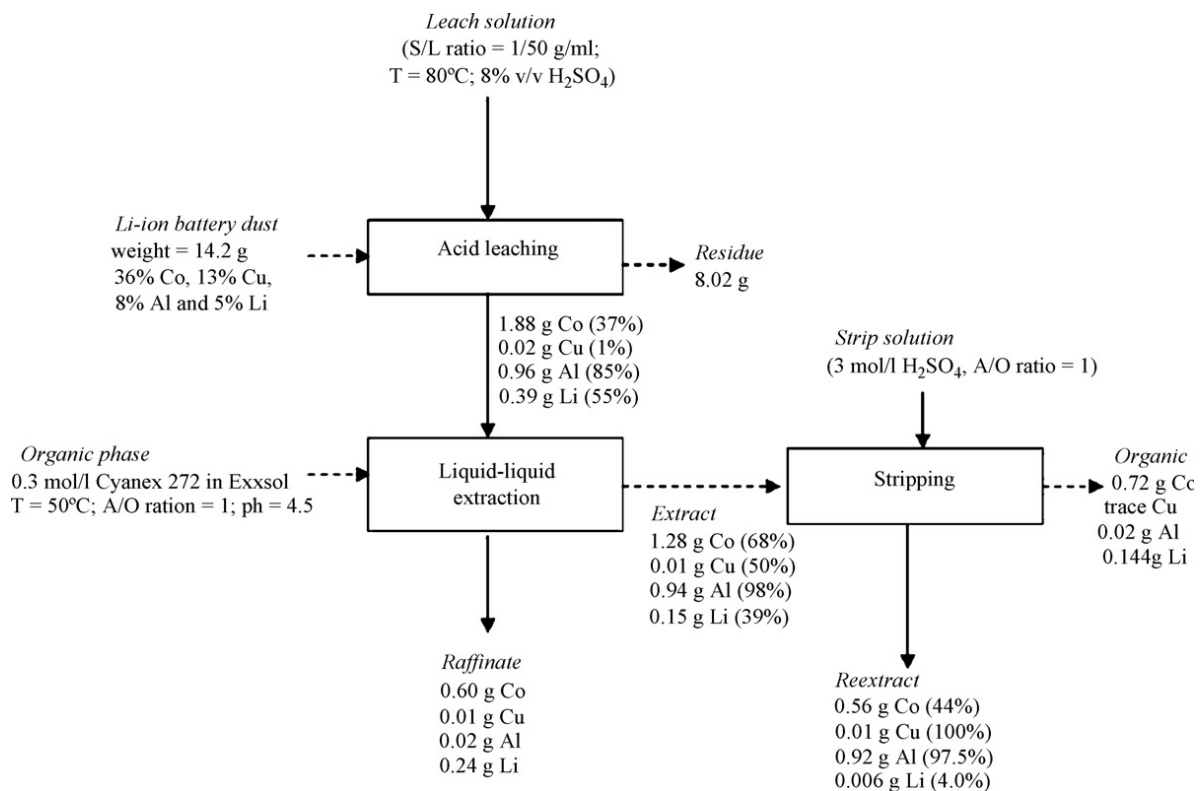 Leach solution
(S/L ratio = 1/50 g/ml;
T = 80ºC; 8% v/v H₂SO₄)
Li-ion battery dust
weight = 14.2 g
36% Co, 13% Cu,
8% Al and 5% Li
Acid leaching
Residue
8.02 g
1.88 g Co (37%)
0.02 g Cu (1%)
0.96 g Al (85%)
0.39 g Li (55%)
Strip solution
(3 mol/l H₂SO₄, A/O ratio = 1)
Organic phase
0.3 mol/l Cyanex 272 in Exxsol
T = 50ºC; A/O ration = 1; ph = 4.5
Liquid-liquid
extraction
Extract
1.28 g Co (68%)
0.01 g Cu (50%)
0.94 g Al (98%)
0.15 g Li (39%)
Stripping
Organic
0.72 g Co
trace Cu
0.02 g Al
0.144g Li
Raffinate
0.60 g Co
0.01 g Cu
0.02 g Al
0.24 g Li
Reextract
0.56 g Co (44%)
0.01 g Cu (100%)
0.92 g Al (97.5%)
0.006 g Li (4.0%)